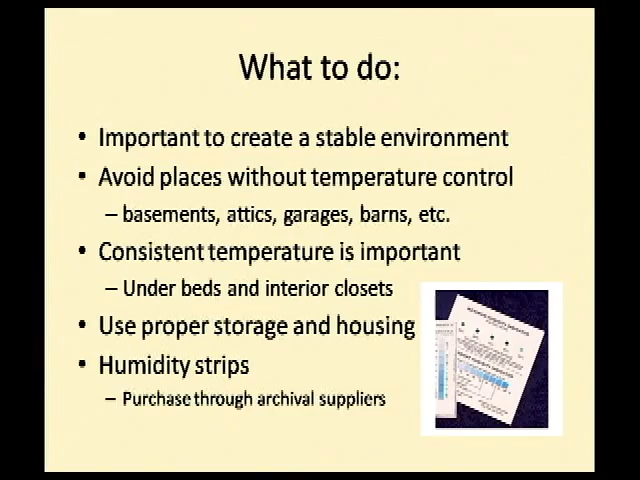 What to do:
• Important to create a stable environment
• Avoid places without temperature control
– basements, attics, garages, barns, etc.
• Consistent temperature is important
– Under beds and interior closets
• Use proper storage and housing
• Humidity strips
– Purchase through archival suppliers